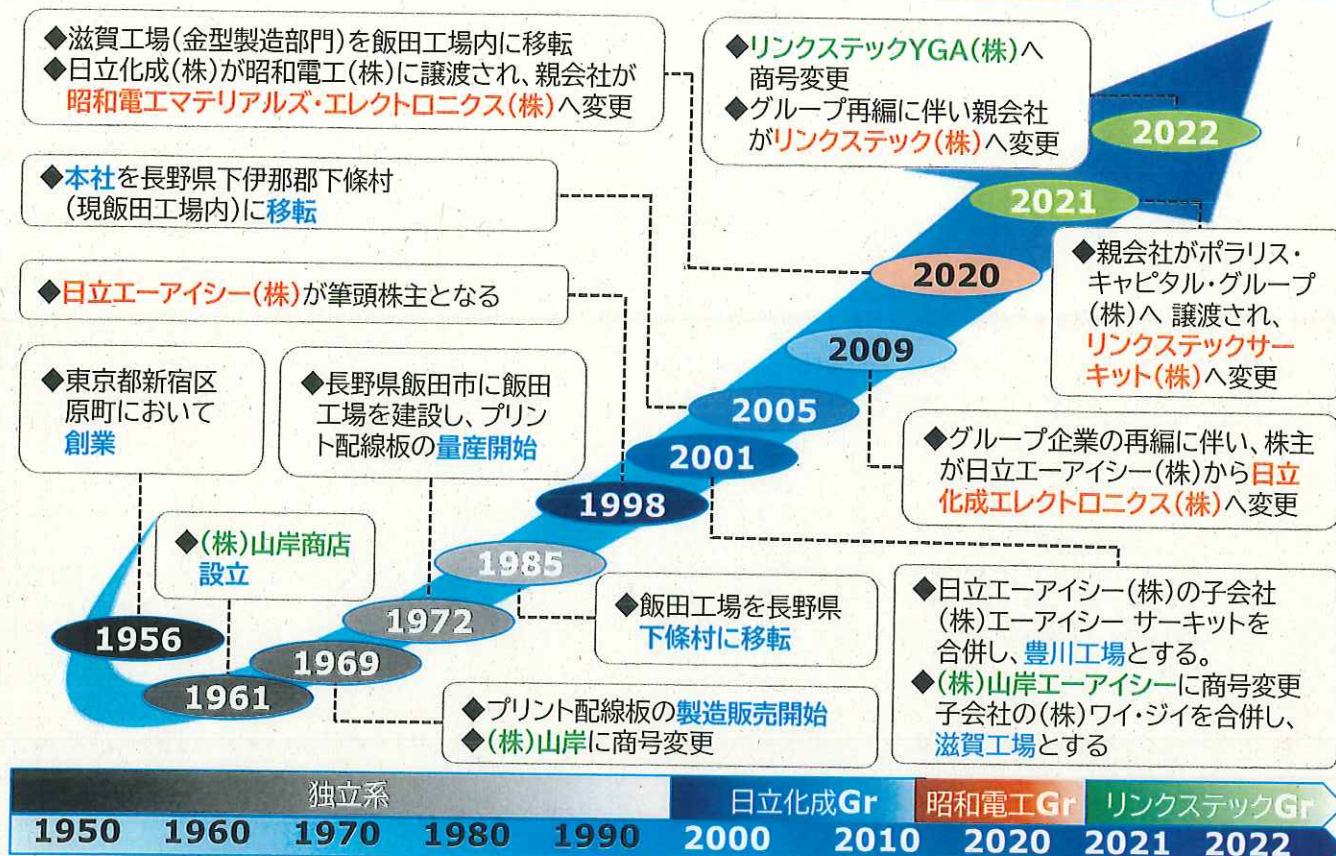 ◆滋賀工場(金型製造部門)を飯田工場内に移転
◆日立化成(株)が昭和電工(株)に譲渡され、親会社が
昭和電工マテリアルズ・エレクトロニクス(株)へ変更
◆リンクステックYGA(株)へ
商号変更
◆グループ再編に伴い親会社
がリンクステック(株)へ変更
2022
◆本社を長野県下伊那郡下條村
(現飯田工場内)に移転
2021
◆親会社がポラリス・
キャピタル・グループ
(株)へ 譲渡され、
リンクステックサー
キット(株)へ変更
2020
◆日立エーアイシー(株)が筆頭株主となる
2009
◆東京都新宿区
原町において
創業
◆長野県飯田市に飯田
工場を建設し、プリン
ト配線板の量産開始
2005
2001
◆グループ企業の再編に伴い、株主
が日立エーアイシー(株)から日立
化成エレクトロニクス(株)へ変更
1998
◆(株)山岸商店
設立
1985
◆飯田工場を長野県
下條村に移転
◆日立エーアイシー(株)の子会社
(株)エーアイシー サーキットを
合併し、豊川工場とする。
◆(株)山岸エーアイシーに商号変更
子会社の(株)ワイ・ジイを合併し、
滋賀工場とする
1956
1972
1969
1961
◆プリント配線板の製造販売開始
◆(株)山岸に商号変更
独立系 日立化成Gr 昭和電工Gr リンクステックGr
1950 1960 1970 1980 1990 2000 2010 2020 2021 2022